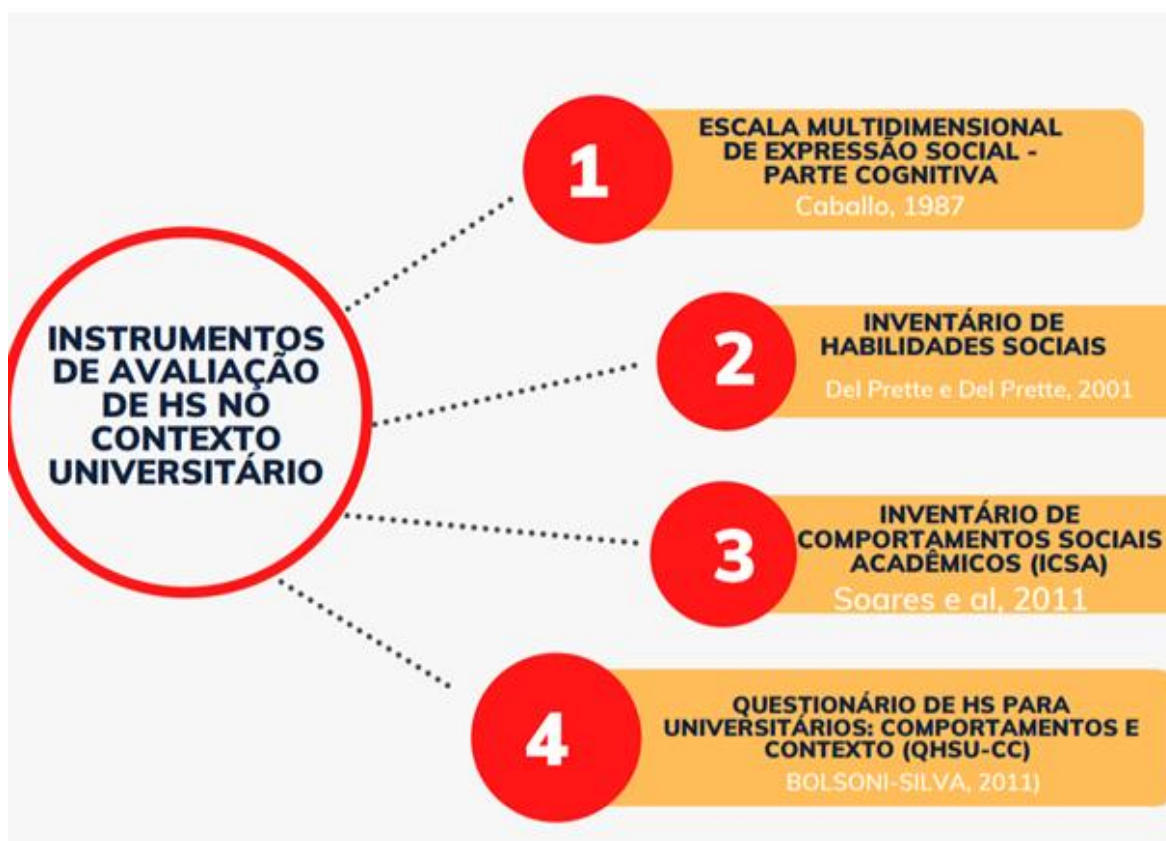 INSTRUMENTOS
DE AVALIAÇÃO
DE HS NO
CONTEXTO
UNIVERSITÁRIO
1
ESCALA MULTIDIMENSIONAL
DE EXPRESSÃO SOCIAL -
PARTE COGNITIVA
Caballo, 1987
2
INVENTÁRIO DE
HABILIDADES SOCIAIS
Del Prette e Del Prette, 2001
3
INVENTÁRIO DE
COMPORTAMENTOS SOCIAIS
ACADÊMICOS (ICSA)
Soares e al, 2011
4
QUESTIONÁRIO DE HS PARA
UNIVERSITÁRIOS: COMPORTAMENTOS E
CONTEXTO (QHSU-CC)
BOLSONI-SILVA, 2011)